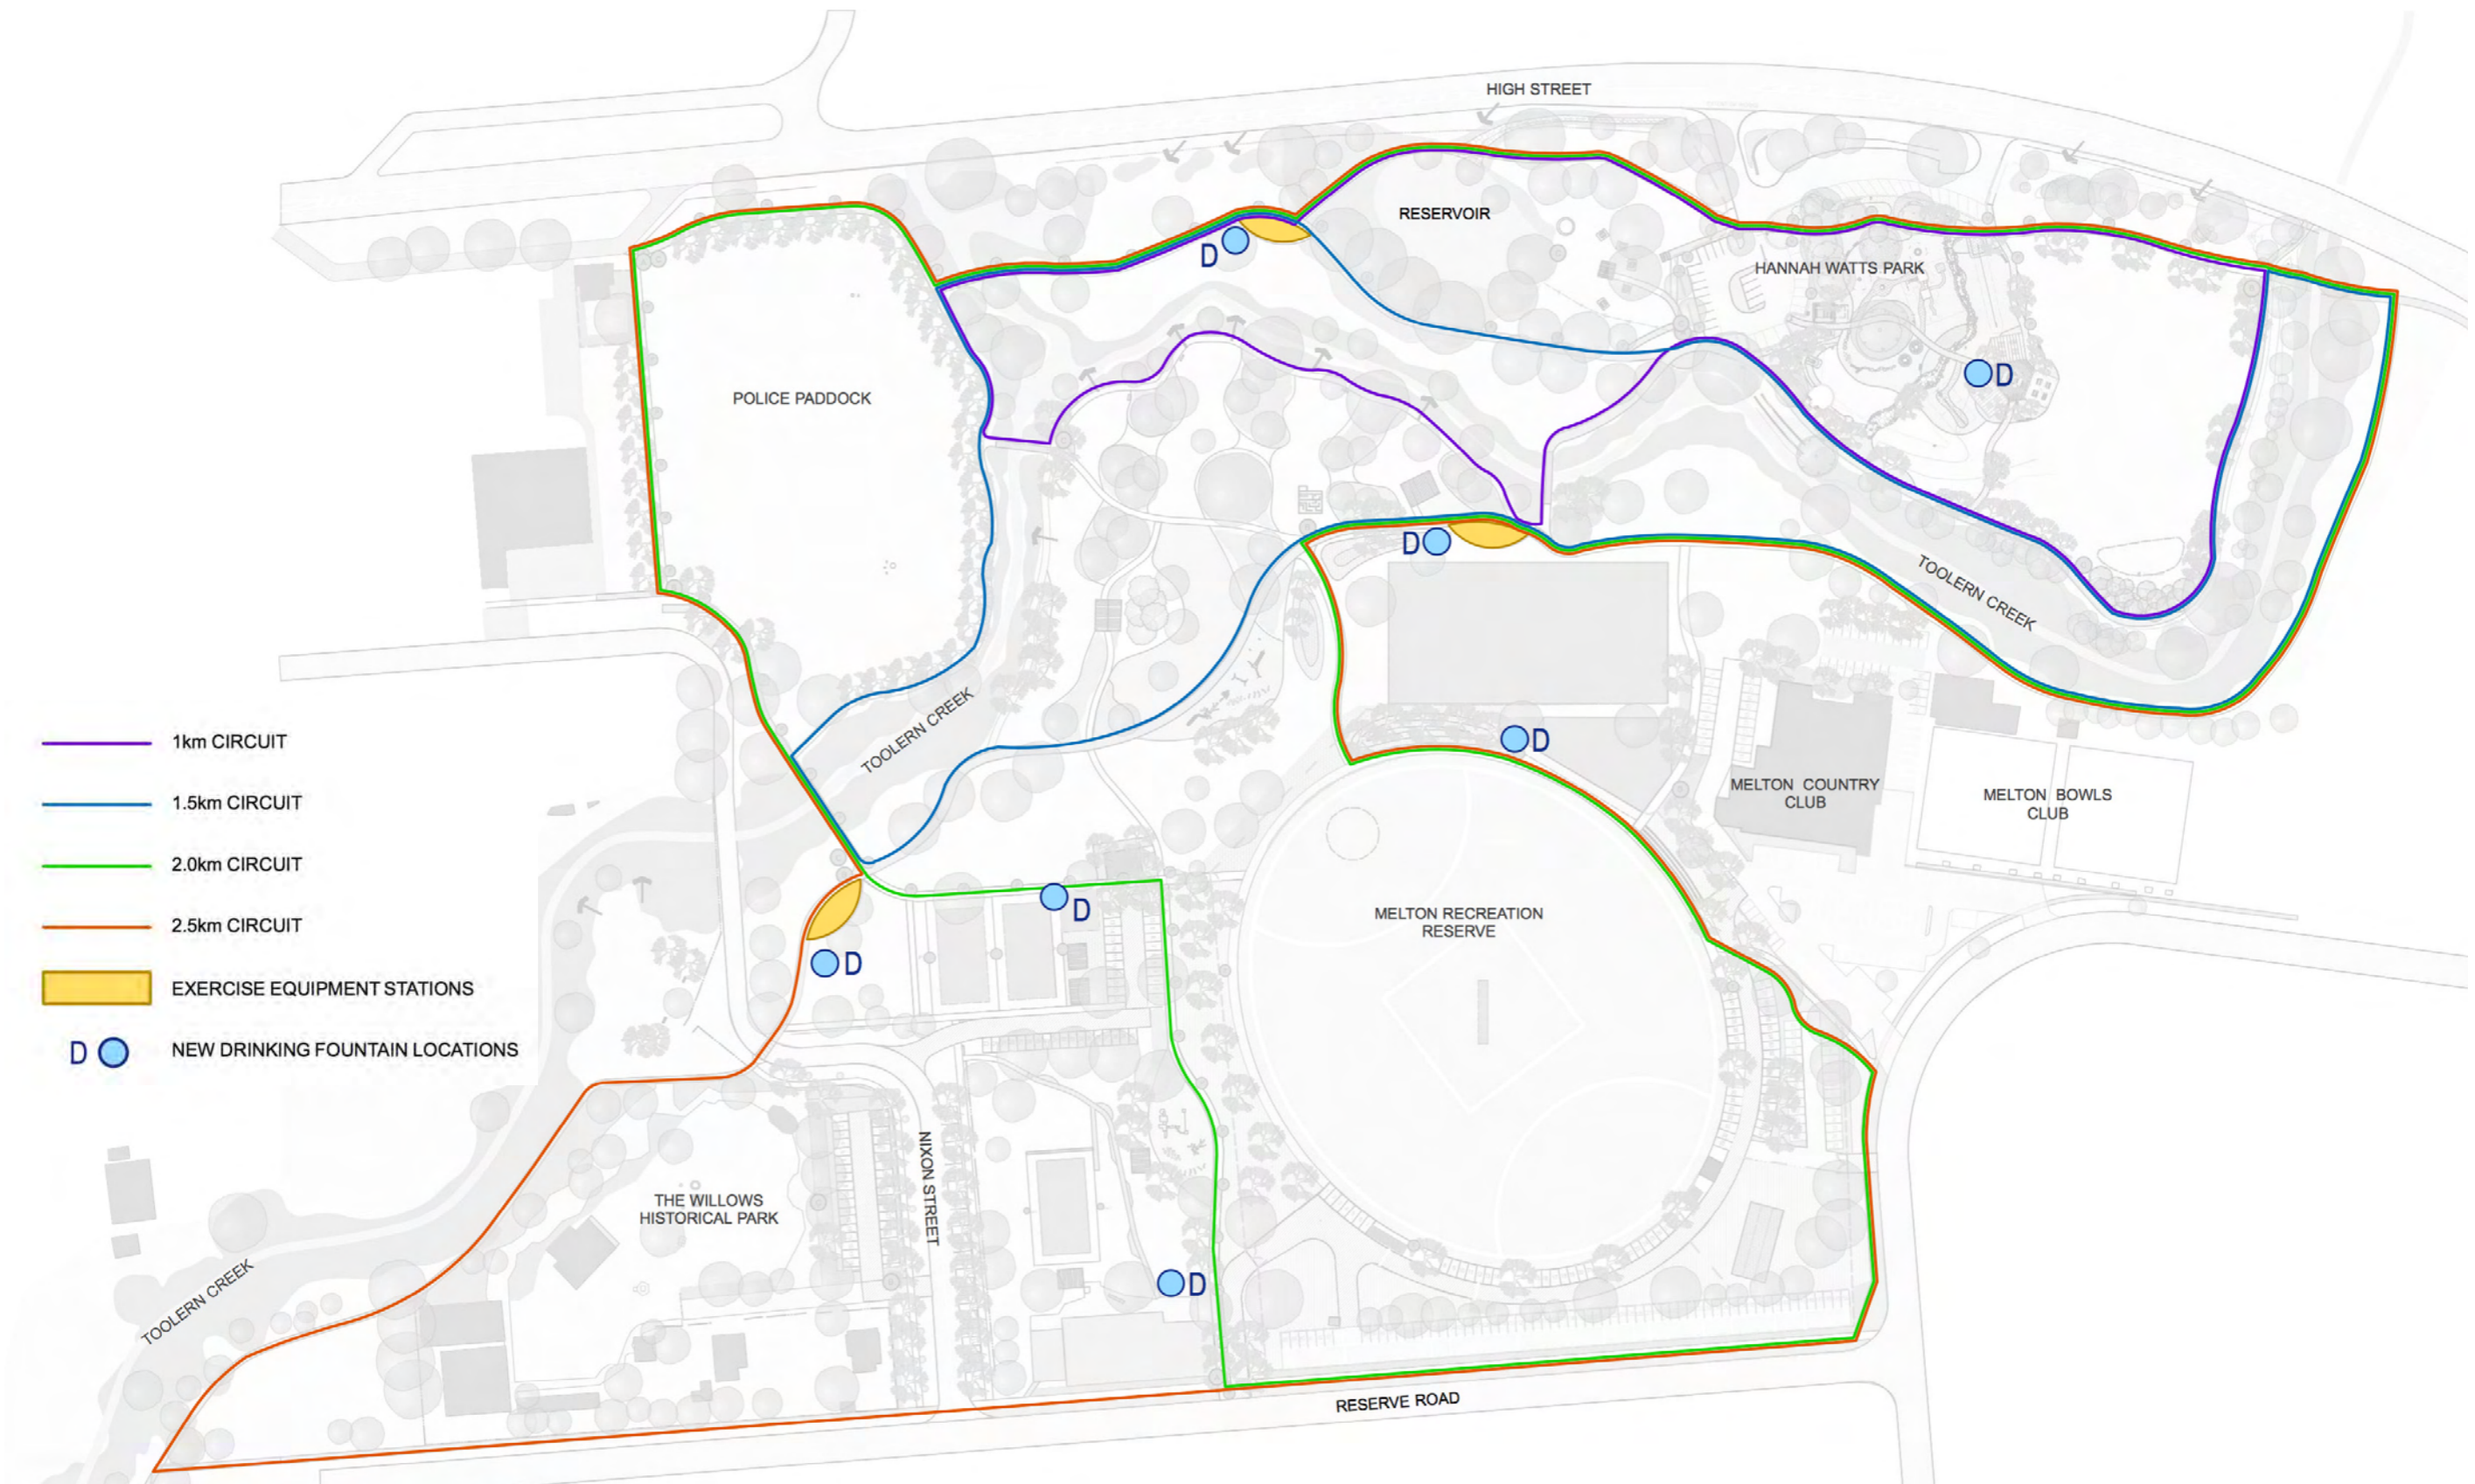 HIGH STREET
RESERVOIR
D
HANNAH WATTS PARK
D
POLICE PADDOCK
D
TOOLERN CREEK
TOOLERN CREEK
D
MELTON COUNTRY
CLUB
MELTON BOWLS
CLUB
1km CIRCUIT
1.5km CIRCUIT
2.0km CIRCUIT
2.5km CIRCUIT
EXERCISE EQUIPMENT STATIONS
D
NEW DRINKING FOUNTAIN LOCATIONS
D
D
MELTON RECREATION
RESERVE
NIXON STREET
THE WILLOWS
HISTORICAL PARK
D
TOOLERN CREEK
RESERVE ROAD